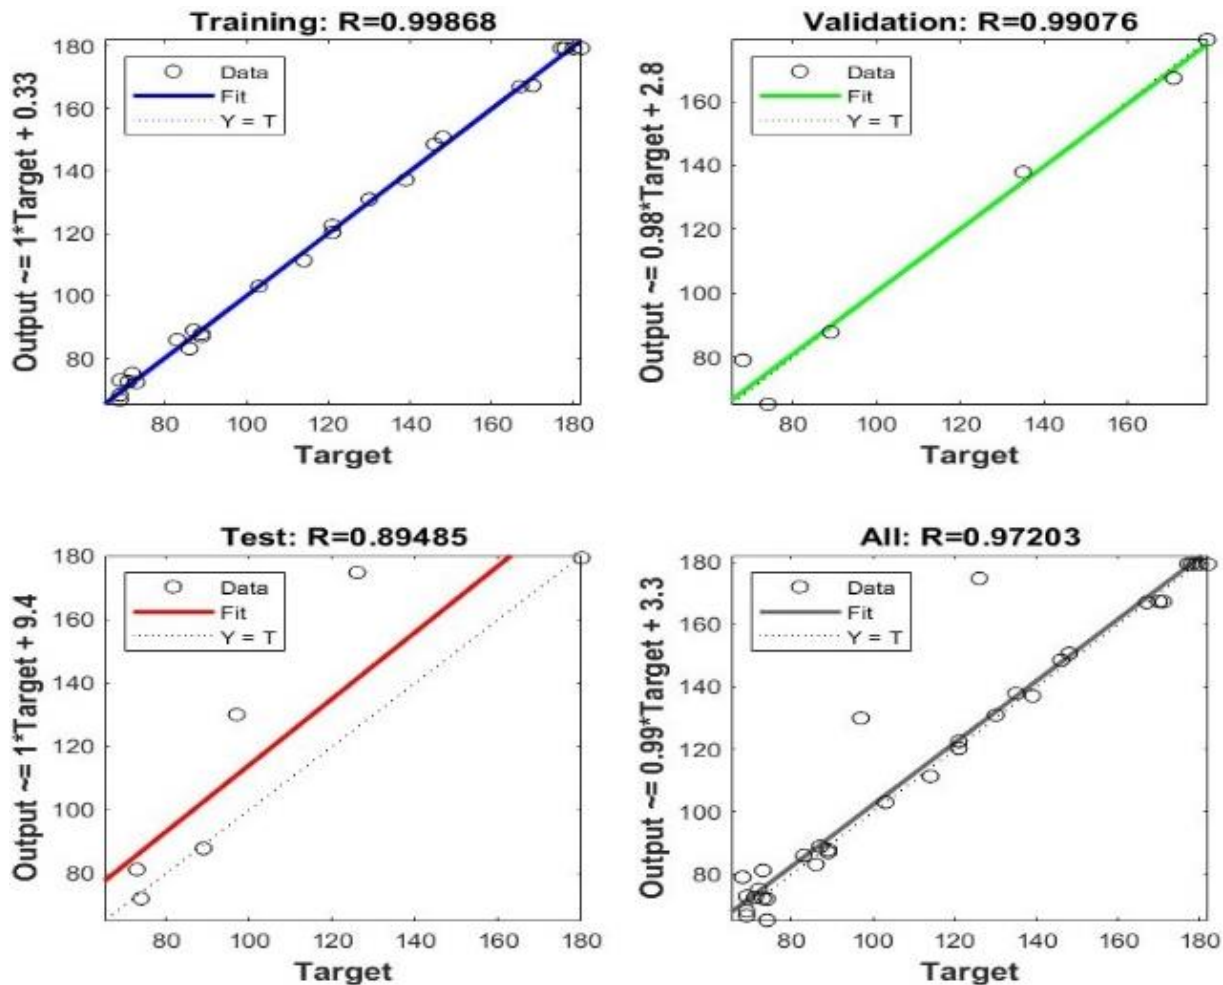 Training: R=0.99868
Output ~= 1*Target + 0.33
180
160
140
120
100
80
Data
Fit
Y = T
80 100 120 140 160 180
Target
Validation: R=0.99076
Output ~= 0.98*Target + 2.8
160
140
120
100
80
Data
Fit
Y = T
80 100 120 140 160
Target
Test: R=0.89485
Output ~= 1*Target + 9.4
180
160
140
120
100
80
Data
Fit
Y = T
80 100 120 140 160 180
Target
All: R=0.97203
Output ~= 0.99*Target + 3.3
180
160
140
120
100
80
Data
Fit
Y = T
80 100 120 140 160 180
Target